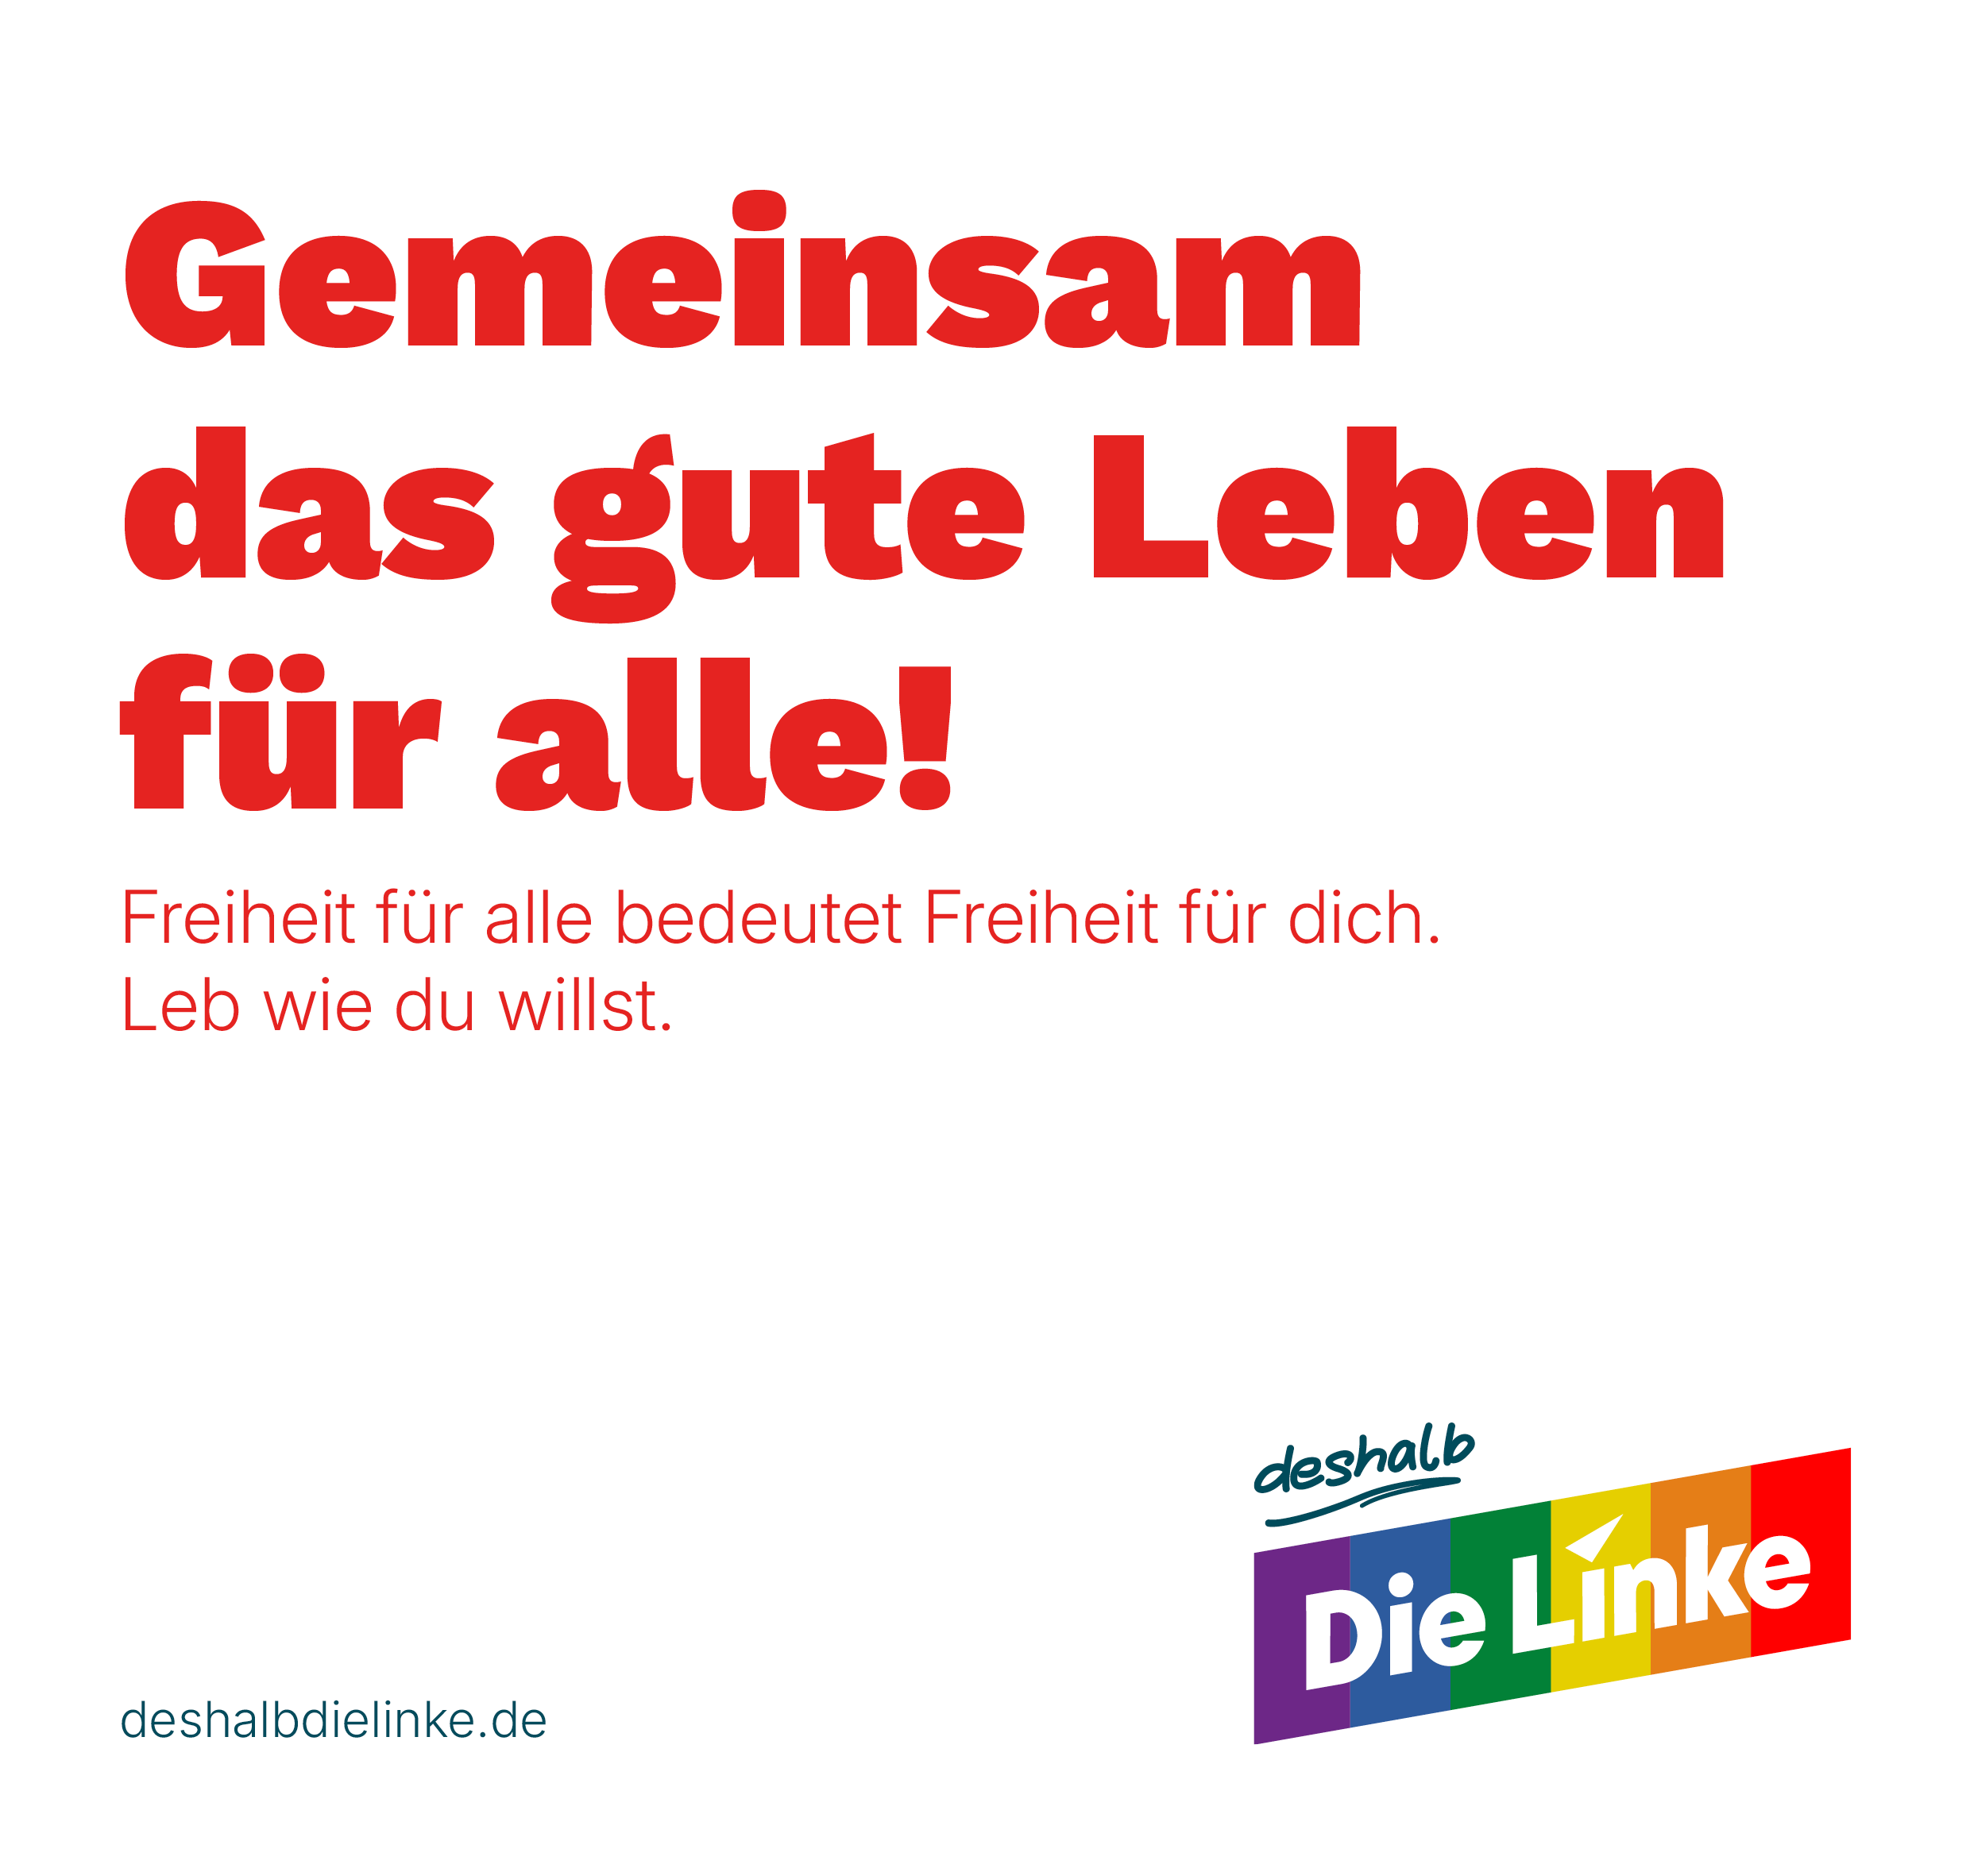 Gemeinsam
das gute Leben
für alle!
Freiheit für alle bedeutet Freiheit für dich.
Leb wie du willst.
deshalb
Die Linke
deshalbdielinke.de